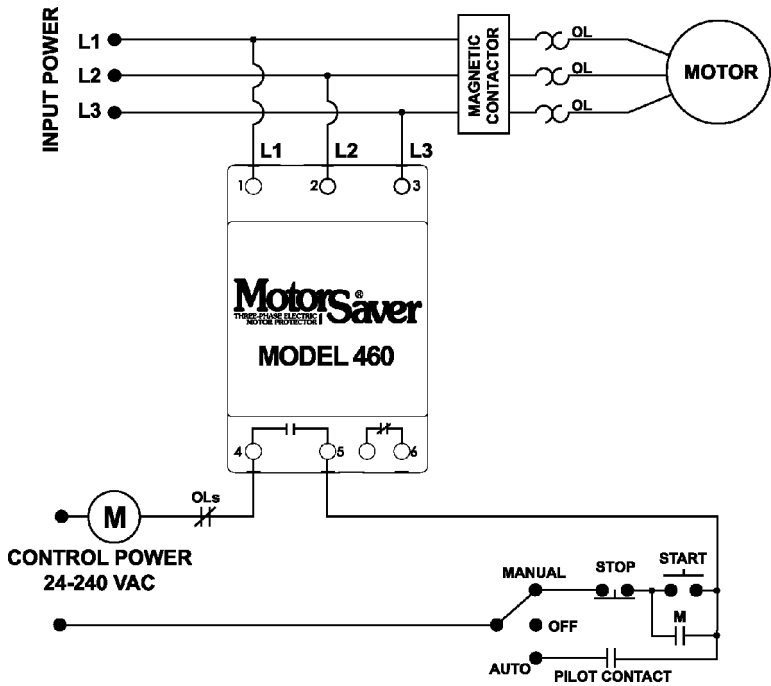 INPUT POWER
L1
L2
L3
MAGNETIC
CONTACTOR
OL
OL
OL
MOTOR
L1
L2
L3
1
2
3
MotorSaver®
THREE-PHASE ELECTRIC
MOTOR PROTECTOR
MODEL 460
4
5
6
M
OLs
CONTROL POWER
24-240 VAC
MANUAL
STOP
START
M
OFF
AUTO
PILOT CONTACT